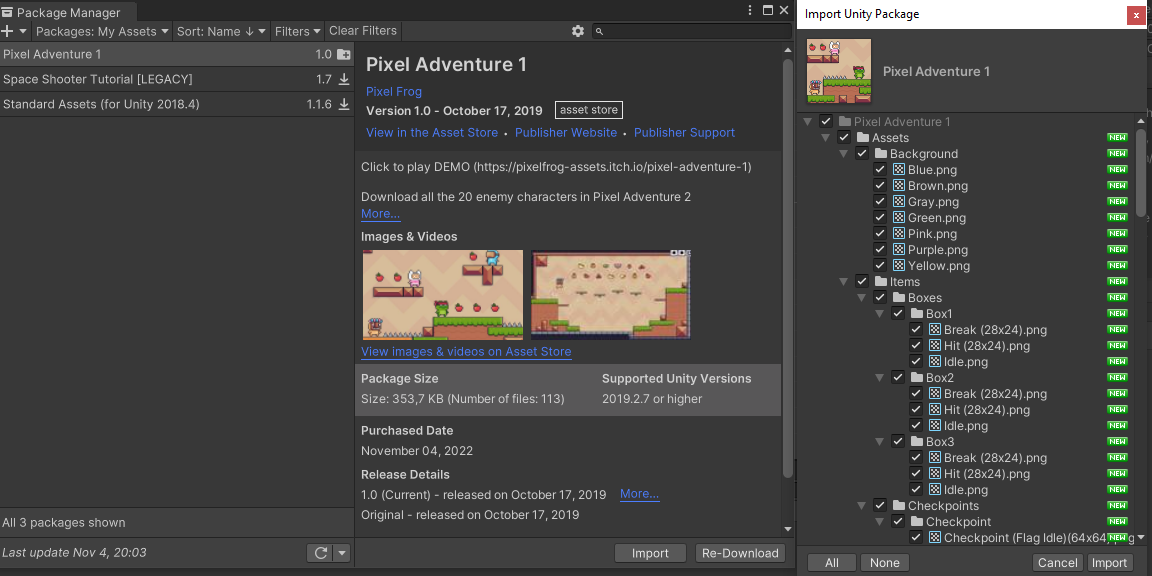 Package Manager
Packages: My Assets Sort: Name ↓ Filters Clear Filters
Pixel Adventure 1 1.0
Space Shooter Tutorial [LEGACY] 1.7
Standard Assets (for Unity 2018.4) 1.1.6
All 3 packages shown
Last update Nov 4, 20:03
Pixel Adventure 1
Pixel Frog
Version 1.0 - October 17, 2019 asset store
View in the Asset Store • Publisher Website • Publisher Support
Click to play DEMO (https://pixelfrog-assets.itch.io/pixel-adventure-1)
Download all the 20 enemy characters in Pixel Adventure 2
More...
Images & Videos
View images & videos on Asset Store
Package Size Supported Unity Versions
Size: 353,7 KB (Number of files: 113) 2019.2.7 or higher
Purchased Date
November 04, 2022
Release Details
1.0 (Current) - released on October 17, 2019 More...
Original - released on October 17, 2019
Import Re-Download
Import Unity Package x
Pixel Adventure 1
Pixel Adventure 1
Assets NEW
Background NEW
Blue.png NEW
Brown.png NEW
Gray.png NEW
Green.png NEW
Pink.png NEW
Purple.png NEW
Yellow.png NEW
Items NEW
Boxes NEW
Box1 NEW
Break (28x24).png NEW
Hit (28x24).png NEW
Idle.png NEW
Box2 NEW
Break (28x24).png NEW
Hit (28x24).png NEW
Idle.png NEW
Box3 NEW
Break (28x24).png NEW
Hit (28x24).png NEW
Idle.png NEW
Checkpoints NEW
Checkpoint NEW
Checkpoint (Flag Idle)(64x64) NEW
All None Cancel Import